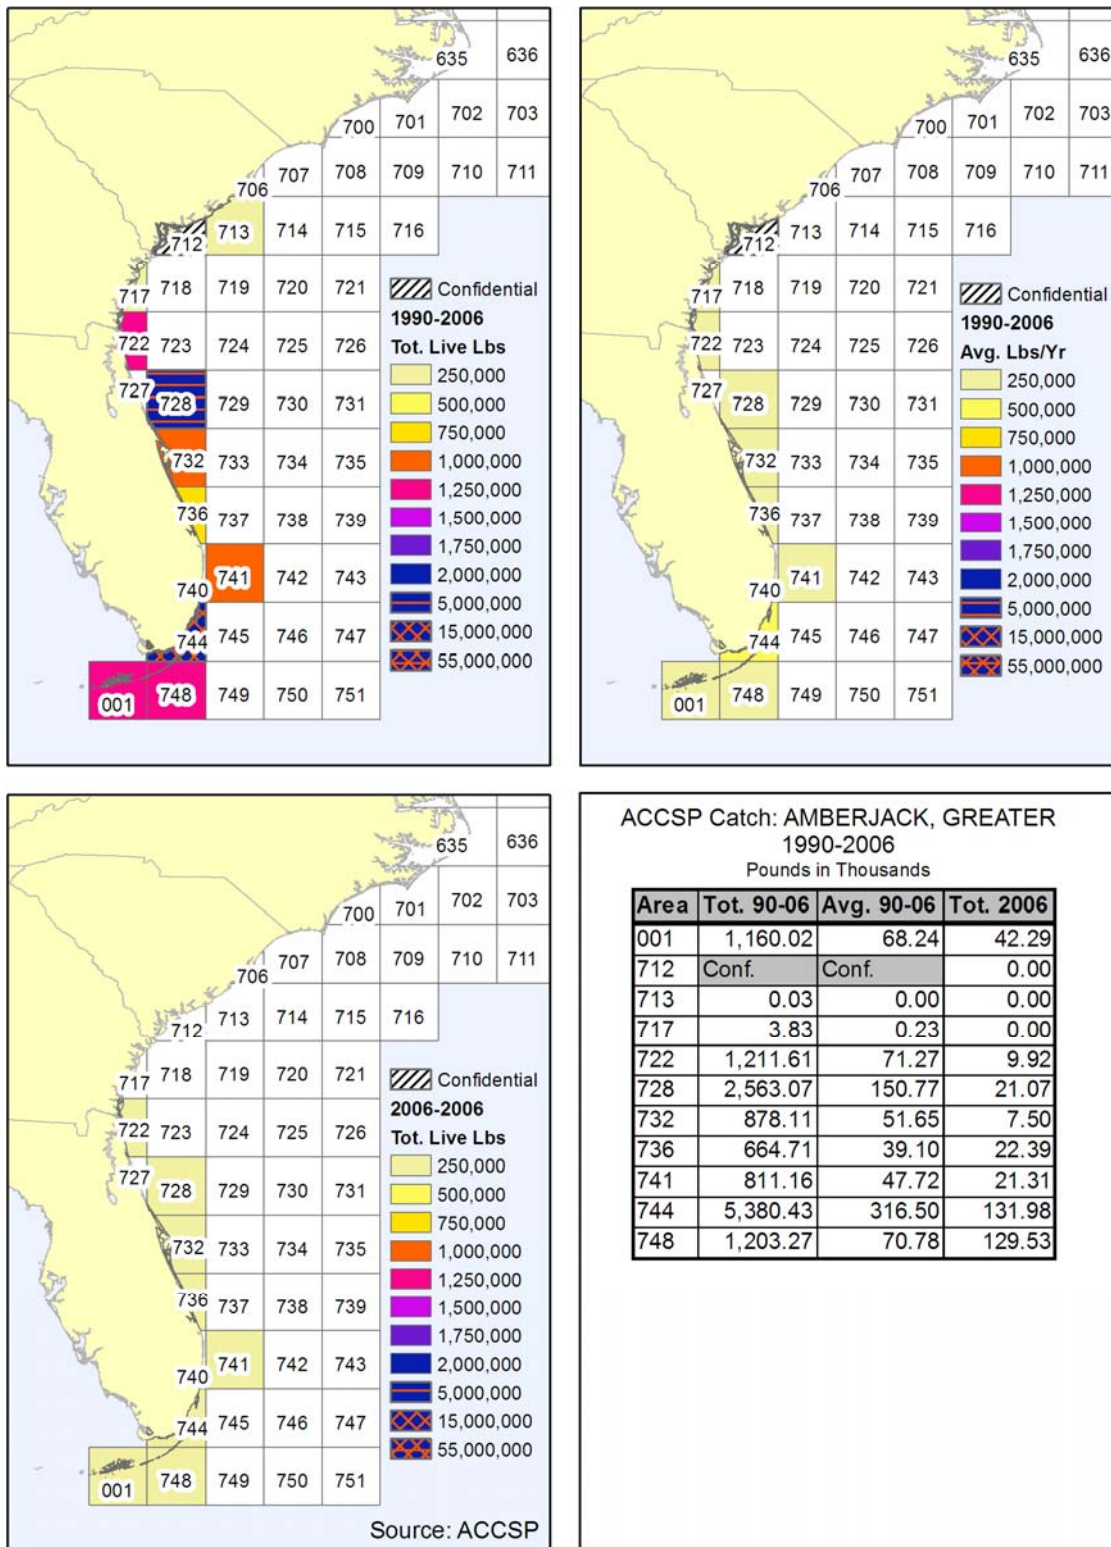 635 636
700 701 702 703
706 707 708 709 710 711
712 713 714 715 716
717 718 719 720 721
722 723 724 725 726
727 728 729 730 731
732 733 734 735
736 737 738 739
740 741 742 743
744 745 746 747
001 748 749 750 751
Confidential
1990-2006
Tot. Live Lbs
250,000
500,000
750,000
1,000,000
1,250,000
1,500,000
1,750,000
2,000,000
5,000,000
15,000,000
55,000,000
635 636
700 701 702 703
706 707 708 709 710 711
712 713 714 715 716
717 718 719 720 721
722 723 724 725 726
727 728 729 730 731
732 733 734 735
736 737 738 739
740 741 742 743
744 745 746 747
001 748 749 750 751
Confidential
1990-2006
Avg. Lbs/Yr
250,000
500,000
750,000
1,000,000
1,250,000
1,500,000
1,750,000
2,000,000
5,000,000
15,000,000
55,000,000
635 636
700 701 702 703
706 707 708 709 710 711
712 713 714 715 716
717 718 719 720 721
722 723 724 725 726
727 728 729 730 731
732 733 734 735
736 737 738 739
740 741 742 743
744 745 746 747
001 748 749 750 751
Confidential
2006-2006
Tot. Live Lbs
250,000
500,000
750,000
1,000,000
1,250,000
1,500,000
1,750,000
2,000,000
5,000,000
15,000,000
55,000,000
Source: ACCSP
ACCSP Catch: AMBERJACK, GREATER
1990-2006
Pounds in Thousands
Area Tot. 90-06 Avg. 90-06 Tot. 2006
001 1,160.02 68.24 42.29
712 Conf. Conf. 0.00
713 0.03 0.00 0.00
717 3.83 0.23 0.00
722 1,211.61 71.27 9.92
728 2,563.07 150.77 21.07
732 878.11 51.65 7.50
736 664.71 39.10 22.39
741 811.16 47.72 21.31
744 5,380.43 316.50 131.98
748 1,203.27 70.78 129.53